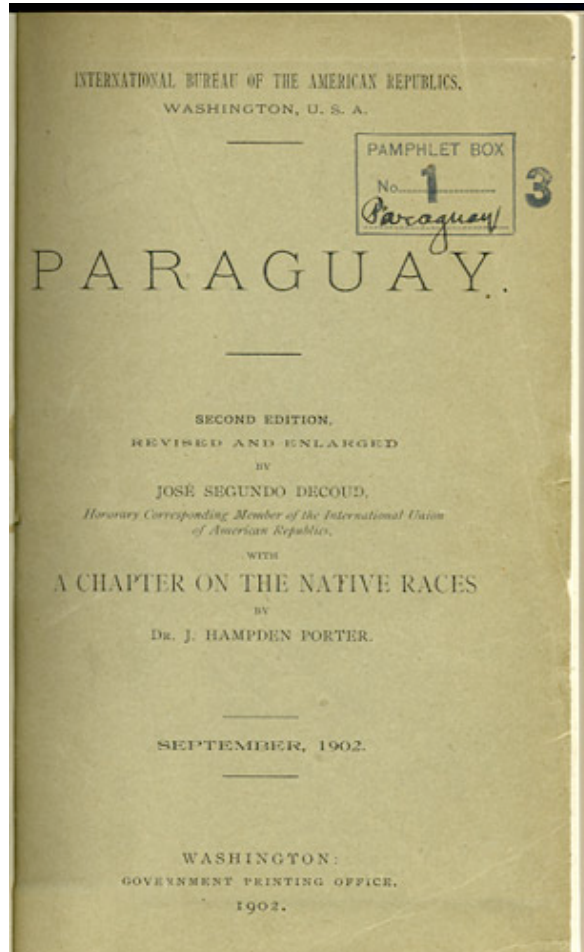 INTERNATIONAL BUREAU OF THE AMERICAN REPUBLICS,
WASHINGTON, U. S. A.
PAMPHLET BOX
No. 1
Paraguay
3
PARAGUAY.
SECOND EDITION,
REVISED AND ENLARGED
BY
JOSÉ SEGUNDO DECOUD,
Honorary Corresponding Member of the International Union
of American Republics,
WITH
A CHAPTER ON THE NATIVE RACES
BY
DR. J. HAMPDEN PORTER.
SEPTEMBER, 1902.
WASHINGTON:
GOVERNMENT PRINTING OFFICE.
1902.